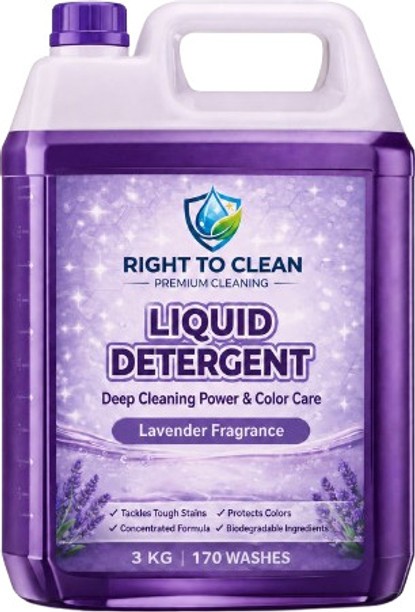 RIGHT TO CLEAN
PREMIUM CLEANING
LIQUID
DETERGENT
Deep Cleaning Power & Color Care
Lavender Fragrance
✓ Tackles Tough Stains ✓ Protects Colors
✓ Concentrated Formula ✓ Biodegradable Ingredients
3 KG | 170 WASHES